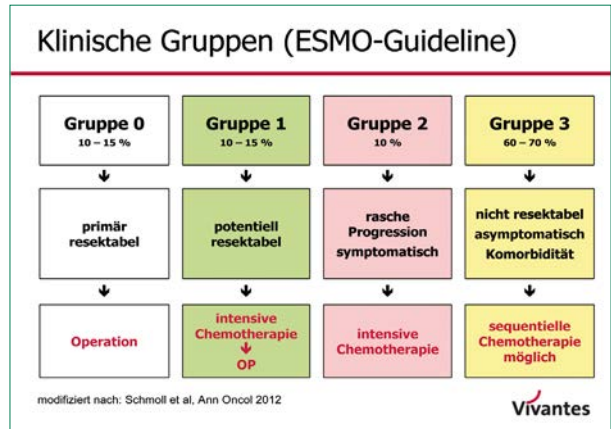 Klinische Gruppen (ESMO-Guideline)
Gruppe 0
10 – 15 %
primär
resektabel
Operation
Gruppe 1
10 – 15 %
potentiell
resektabel
intensive
Chemotherapie
OP
Gruppe 2
10 %
rasche
Progression
symptomatisch
intensive
Chemotherapie
Gruppe 3
60 – 70 %
nicht resektabel
asymptomatisch
Komorbidität
sequentielle
Chemotherapie
möglich
modifiziert nach: Schmoll et al, Ann Oncol 2012
Vivantes